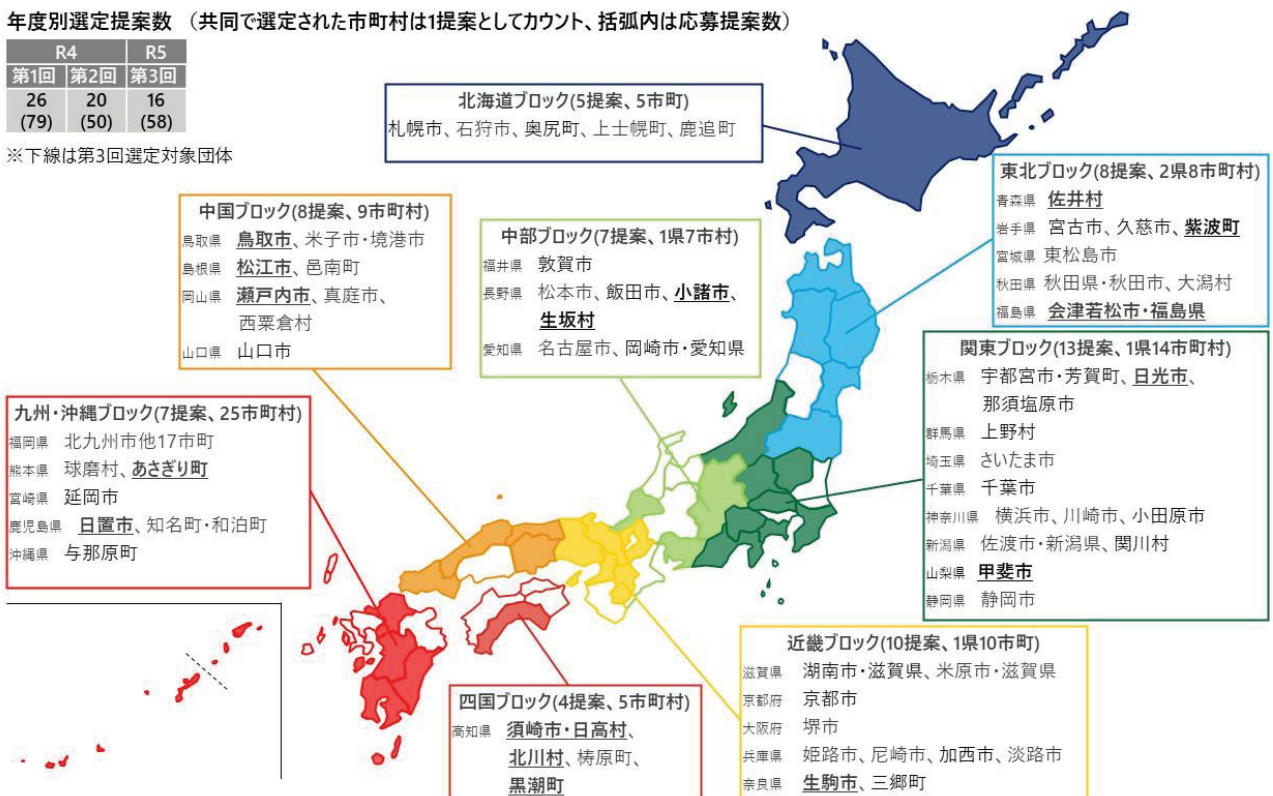 年度別選定提案数 (共同で選定された市町村は1提案としてカウント、括弧内は応募提案数)
R4 R5
第1回 第2回 第3回
26 20 16
(79) (50) (58)
※下線は第3回選定対象団体
北海道ブロック(5提案、5市町)
札幌市、石狩市、奥尻町、上士幌町、鹿追町
東北ブロック(8提案、2県8市町村)
青森県 佐井村
岩手県 宮古市、久慈市、紫波町
宮城県 東松島市
秋田県 秋田県・秋田市、大潟村
福島県 会津若松市・福島県
中国ブロック(8提案、9市町村)
鳥取県 鳥取市、米子市・境港市
島根県 松江市、邑南町
岡山県 瀬戸内市、真庭市、
西粟倉村
山口県 山口市
中部ブロック(7提案、1県7市村)
福井県 敦賀市
長野県 松本市、飯田市、小諸市、
生坂村
愛知県 名古屋市、岡崎市・愛知県
関東ブロック(13提案、1県14市町村)
栃木県 宇都宮市・芳賀町、日光市、
那須塩原市
群馬県 上野村
埼玉県 さいたま市
千葉県 千葉市
神奈川県 横浜市、川崎市、小田原市
新潟県 佐渡市・新潟県、関川村
山梨県 甲斐市
静岡県 静岡市
九州・沖縄ブロック(7提案、25市町村)
福岡県 北九州市他17市町
熊本県 球磨村、あさぎり町
宮崎県 延岡市
鹿児島県 日置市、知名町・和泊町
沖縄県 与那原町
四国ブロック(4提案、5市町村)
高知県 須崎市・日高村、
北川村、梼原町、
黒潮町
近畿ブロック(10提案、1県10市町)
滋賀県 湖南市・滋賀県、米原市・滋賀県
京都府 京都市
大阪府 堺市
兵庫県 姫路市、尼崎市、加西市、淡路市
奈良県 生駒市、三郷町